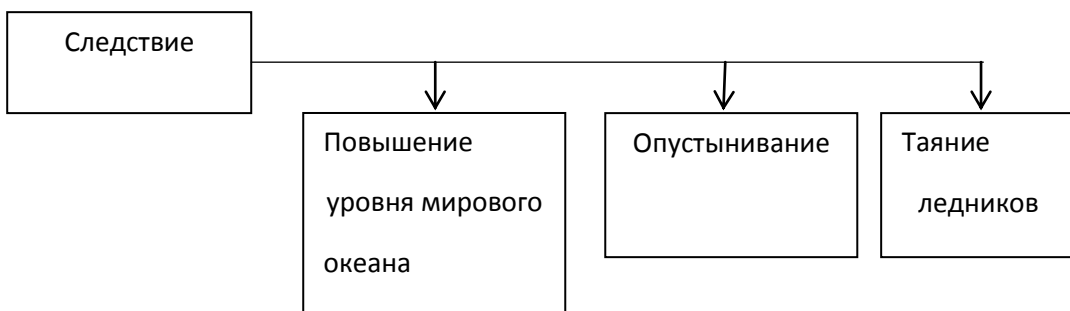 Следствие
Повышение
уровня мирового
океана
Опустынивание
Таяние
ледников